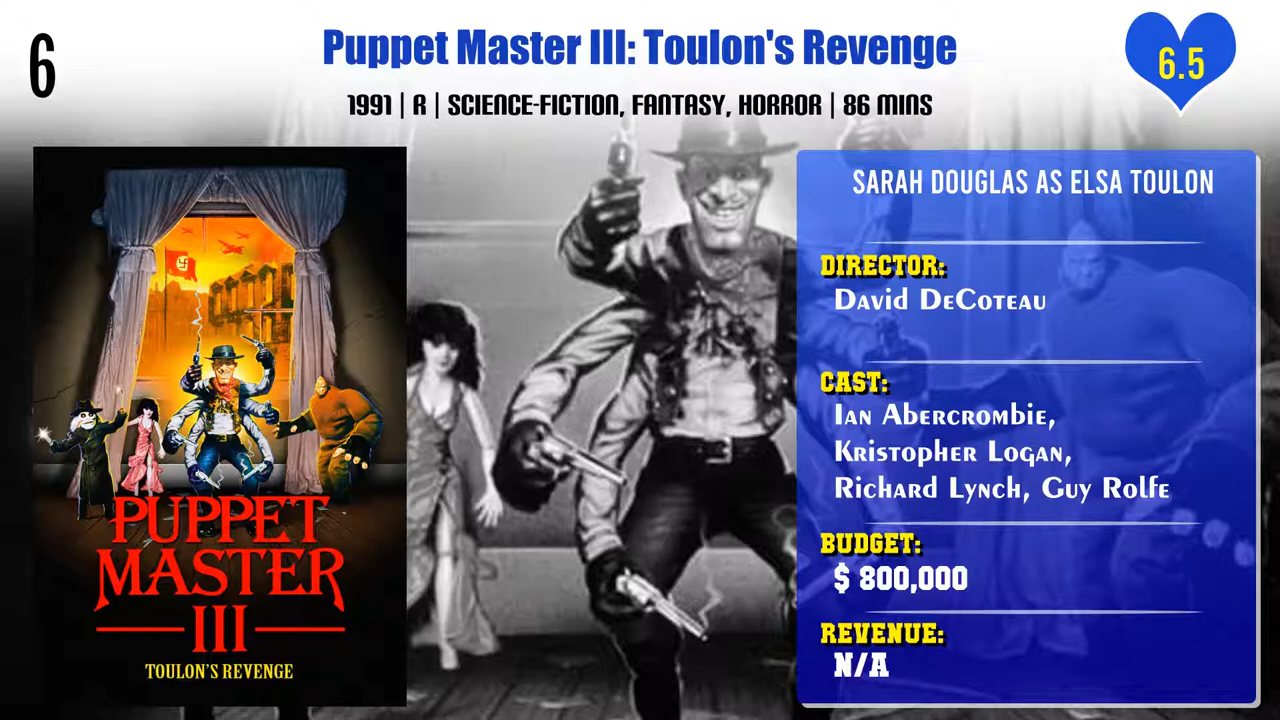 6
Puppet Master III: Toulon's Revenge
6.5
1991 | R | SCIENCE-FICTION, FANTASY, HORROR | 86 MINS
PUPPET
MASTER
III
TOULON'S REVENGE
SARAH DOUGLAS AS ELSA TOULON
DIRECTOR:
David DeCoteau
CAST:
Ian Abercrombie,
Kristopher Logan,
Richard Lynch, Guy Rolfe
BUDGET:
$ 800,000
REVENUE:
N/A